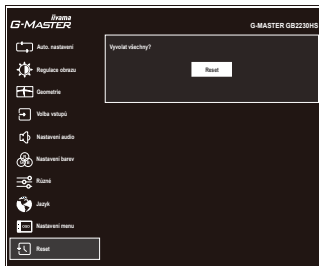 iiyama
G-MASTER
G-MASTER GB2230HS
Auto. nastavení
Vyvolat všechny?
Reset
Regulace obrazu
Geometrie
Volba vstupů
Nastavení audio
Nastavení barev
Různé
Jazyk
OSD
Nastavení menu
Reset